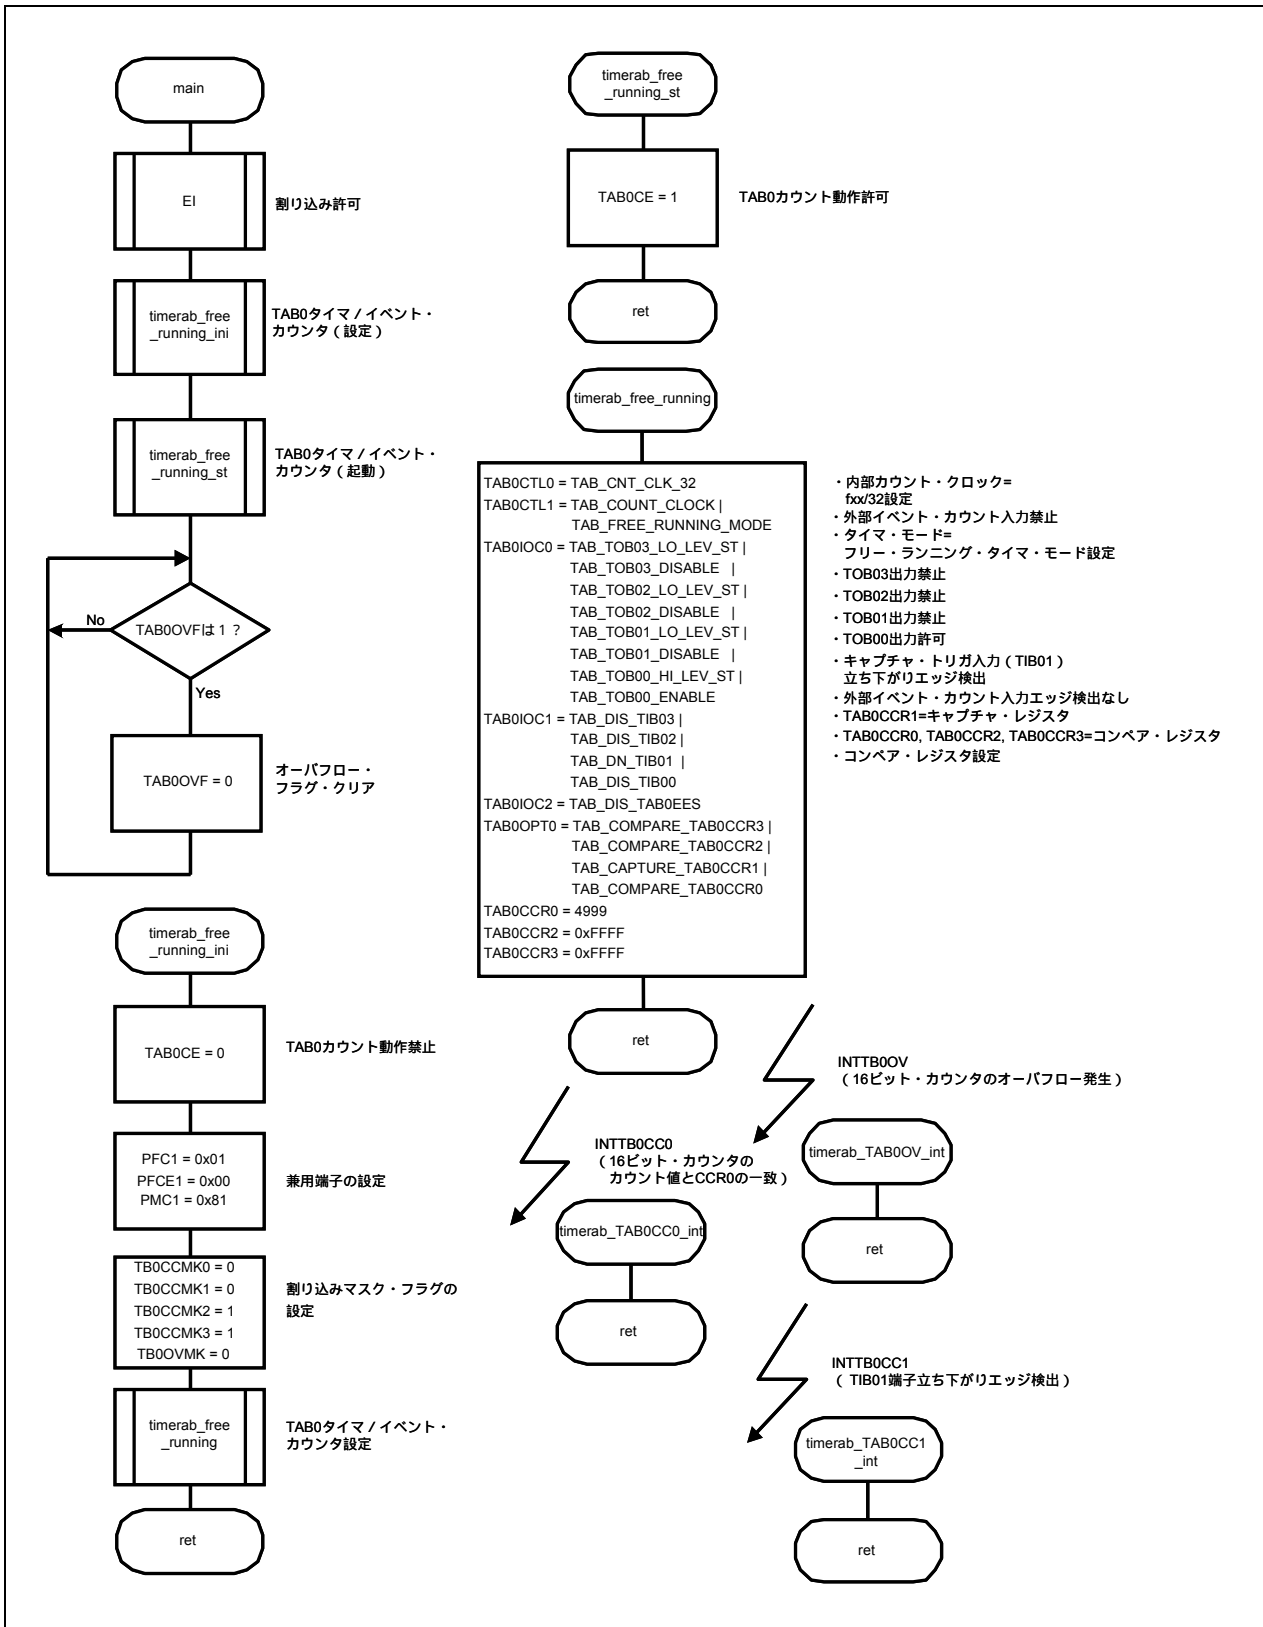 main
EI
割り込み許可
timerab_free
_running_ini
TAB0タイマ / イベント・
カウンタ ( 設定 )
timerab_free
_running_st
TAB0タイマ / イベント・
カウンタ ( 起動 )
No
TAB0OVFは 1 ?
Yes
TAB0OVF = 0
オーバフロー・
フラグ・クリア
timerab_free
_running_ini
TAB0CE = 0
TAB0カウント動作禁止
PFC1 = 0x01
PFCE1 = 0x00
PMC1 = 0x81
兼用端子の設定
TB0CCMK0 = 0
TB0CCMK1 = 0
TB0CCMK2 = 1
TB0CCMK3 = 1
TB0OVMK = 0
割り込みマスク・フラグの
設定
timerab_free
_running
TAB0タイマ / イベント・
カウンタ設定
ret
timerab_free
_running_st
TAB0CE = 1
TAB0カウント動作許可
ret
timerab_free_running
TAB0CTL0 = TAB_CNT_CLK_32
TAB0CTL1 = TAB_COUNT_CLOCK |
TAB_FREE_RUNNING_MODE
TAB0IOC0 = TAB_TOB03_LO_LEV_ST |
TAB_TOB03_DISABLE |
TAB_TOB02_LO_LEV_ST |
TAB_TOB02_DISABLE |
TAB_TOB01_LO_LEV_ST |
TAB_TOB01_DISABLE |
TAB_TOB00_HI_LEV_ST |
TAB_TOB00_ENABLE
TAB0IOC1 = TAB_DIS_TIB03 |
TAB_DIS_TIB02 |
TAB_DN_TIB01 |
TAB_DIS_TIB00
TAB0IOC2 = TAB_DIS_TAB0EES
TAB0OPT0 = TAB_COMPARE_TAB0CCR3 |
TAB_COMPARE_TAB0CCR2 |
TAB_CAPTURE_TAB0CCR1 |
TAB_COMPARE_TAB0CCR0
TAB0CCR0 = 4999
TAB0CCR2 = 0xFFFF
TAB0CCR3 = 0xFFFF
・内部カウント・クロック=
fxx/32設定
・外部イベント・カウント入力禁止
・タイマ・モード=
フリー・ランニング・タイマ・モード設定
・TOB03出力禁止
・TOB02出力禁止
・TOB01出力禁止
・TOB00出力許可
・キャプチャ・トリガ入力 ( TIB01 )
立ち下がりエッジ検出
・外部イベント・カウント入力エッジ検出なし
・TAB0CCR1=キャプチャ・レジスタ
・TAB0CCR0, TAB0CCR2, TAB0CCR3=コンペア・レジスタ
・コンペア・レジスタ設定
ret
INTTB0CC0
( 16ビット・カウンタの
カウント値とCCR0の一致 )
timerab_TAB0CC0_int
ret
INTTB0OV
( 16ビット・カウンタのオーバフロー発生 )
timerab_TAB0OV_int
ret
INTTB0CC1
( TIB01端子立ち下がりエッジ検出 )
timerab_TAB0CC1
_int
ret